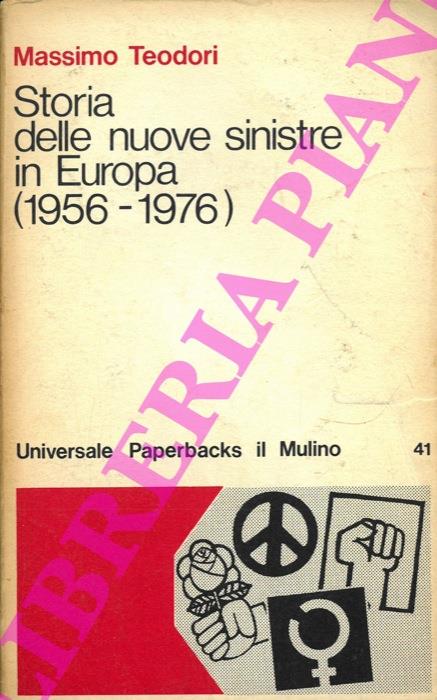 Massimo Teodori
Storia
delle nuove sinistre
in Europa
(1956-1976)
Universale Paperbacks il Mulino 41
LIBRERIA PIANI